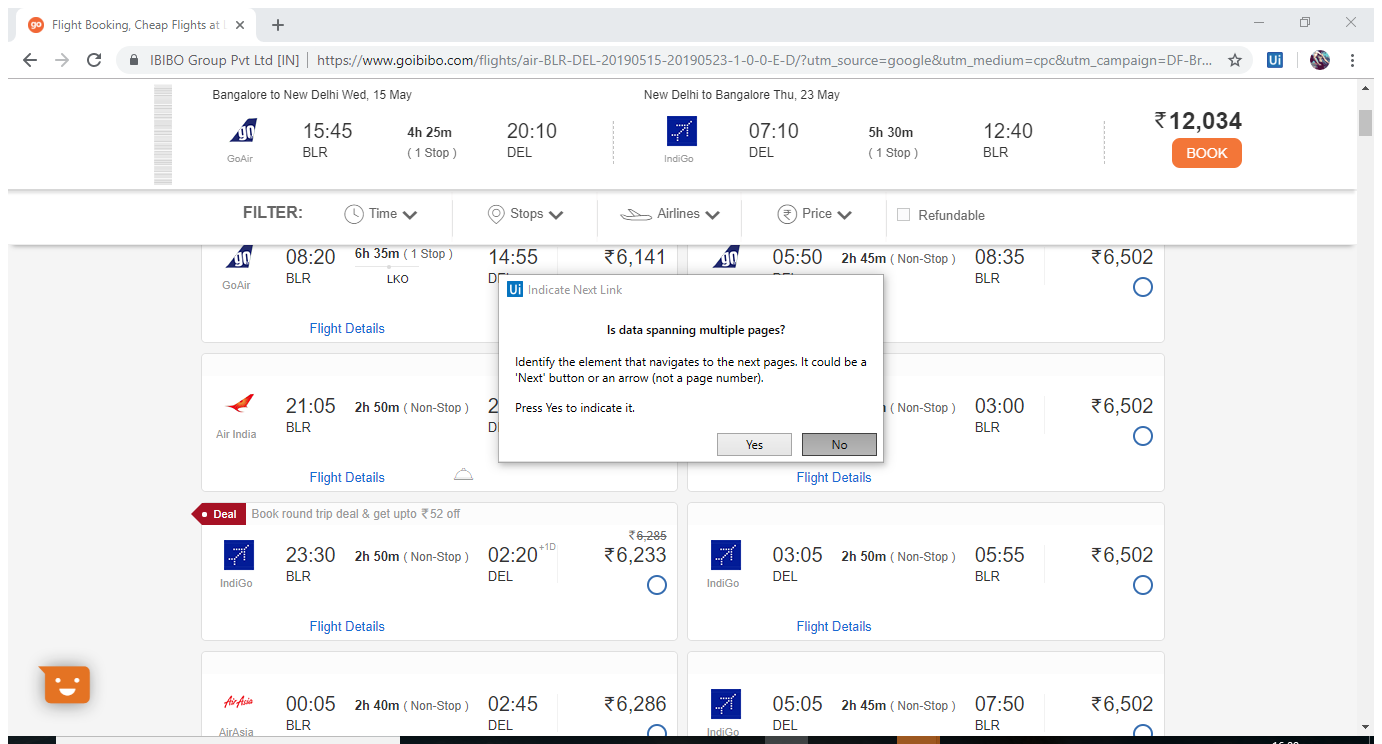 go Flight Booking, Cheap Flights at
IBIBO Group Pvt Ltd [IN] https://www.goibibo.com/flights/air-BLR-DEL-20190515-20190523-1-0-0-E-D/?utm_source=google&utm_medium=cpc&utm_campaign=DF-Br... Ui
Bangalore to New Delhi Wed, 15 May New Delhi to Bangalore Thu, 23 May
go 15:45 4h 25m 20:10 07:10 5h 30m 12:40 ₹12,034
GoAir BLR ( 1 Stop ) DEL IndiGo DEL ( 1 Stop ) BLR BOOK
FILTER: Time Stops Airlines ₹ Price Refundable
go 08:20 6h 35m ( 1 Stop ) 14:55 ₹6,141 go 05:50 2h 45m (Non-Stop ) 08:35 ₹6,502
GoAir BLR LKO BLR
Flight Details
Ui Indicate Next Link
Is data spanning multiple pages?
Identify the element that navigates to the next pages. It could be a
'Next' button or an arrow (not a page number).
Press Yes to indicate it.
Yes No
21:05 2h 50m ( Non-Stop ) ( Non-Stop ) 03:00 ₹6,502
Air India BLR BLR
Flight Details Flight Details
Deal Book round trip deal & get upto ₹52 off
₹6,285
23:30 2h 50m ( Non-Stop ) 02:20 +1D ₹6,233 03:05 2h 50m ( Non-Stop ) 05:55 ₹6,502
IndiGo BLR DEL IndiGo DEL BLR
Flight Details Flight Details
AirAsia 00:05 2h 40m ( Non-Stop ) 02:45 ₹6,286 05:05 2h 45m ( Non-Stop ) 07:50 ₹6,502
AirAsia BLR DEL IndiGo DEL BLR